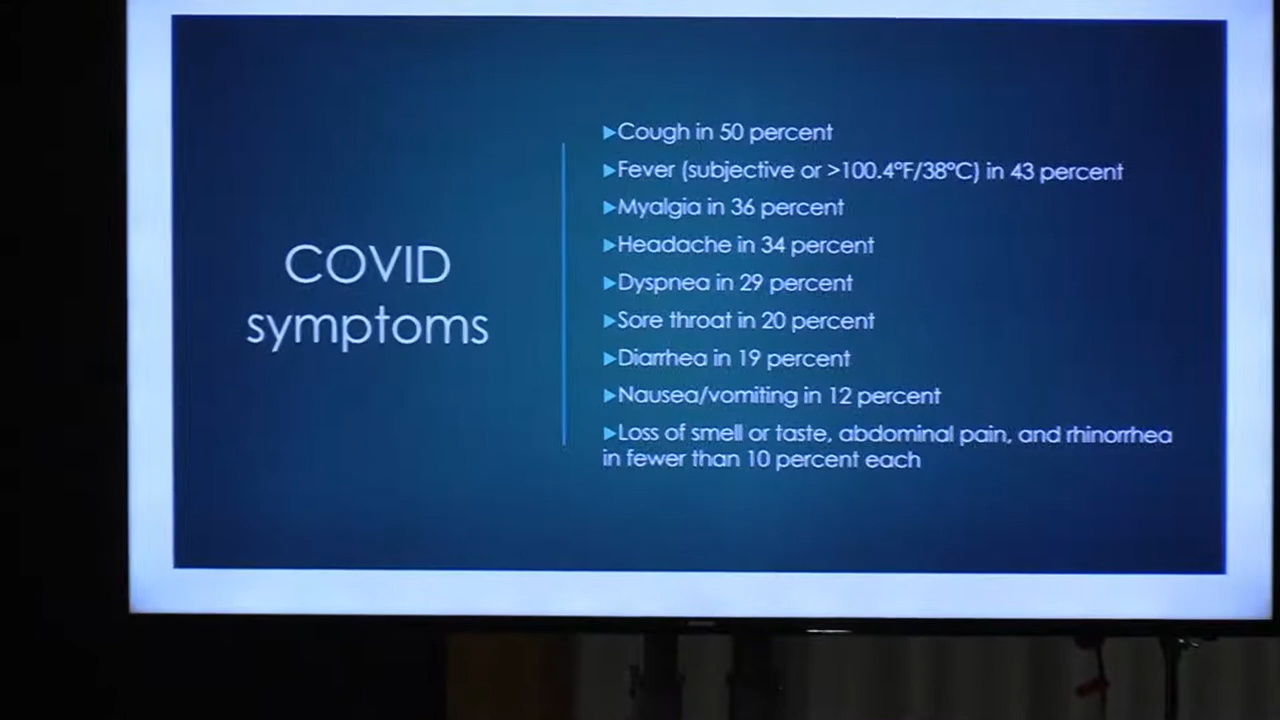 COVID
symptoms
▶Cough in 50 percent
▶Fever (subjective or >100.4°F/38°C) in 43 percent
▶Myalgia in 36 percent
▶Headache in 34 percent
▶Dyspnea in 29 percent
▶Sore throat in 20 percent
▶Diarrhea in 19 percent
▶Nausea/vomiting in 12 percent
▶Loss of smell or taste, abdominal pain, and rhinorrhea
in fewer than 10 percent each